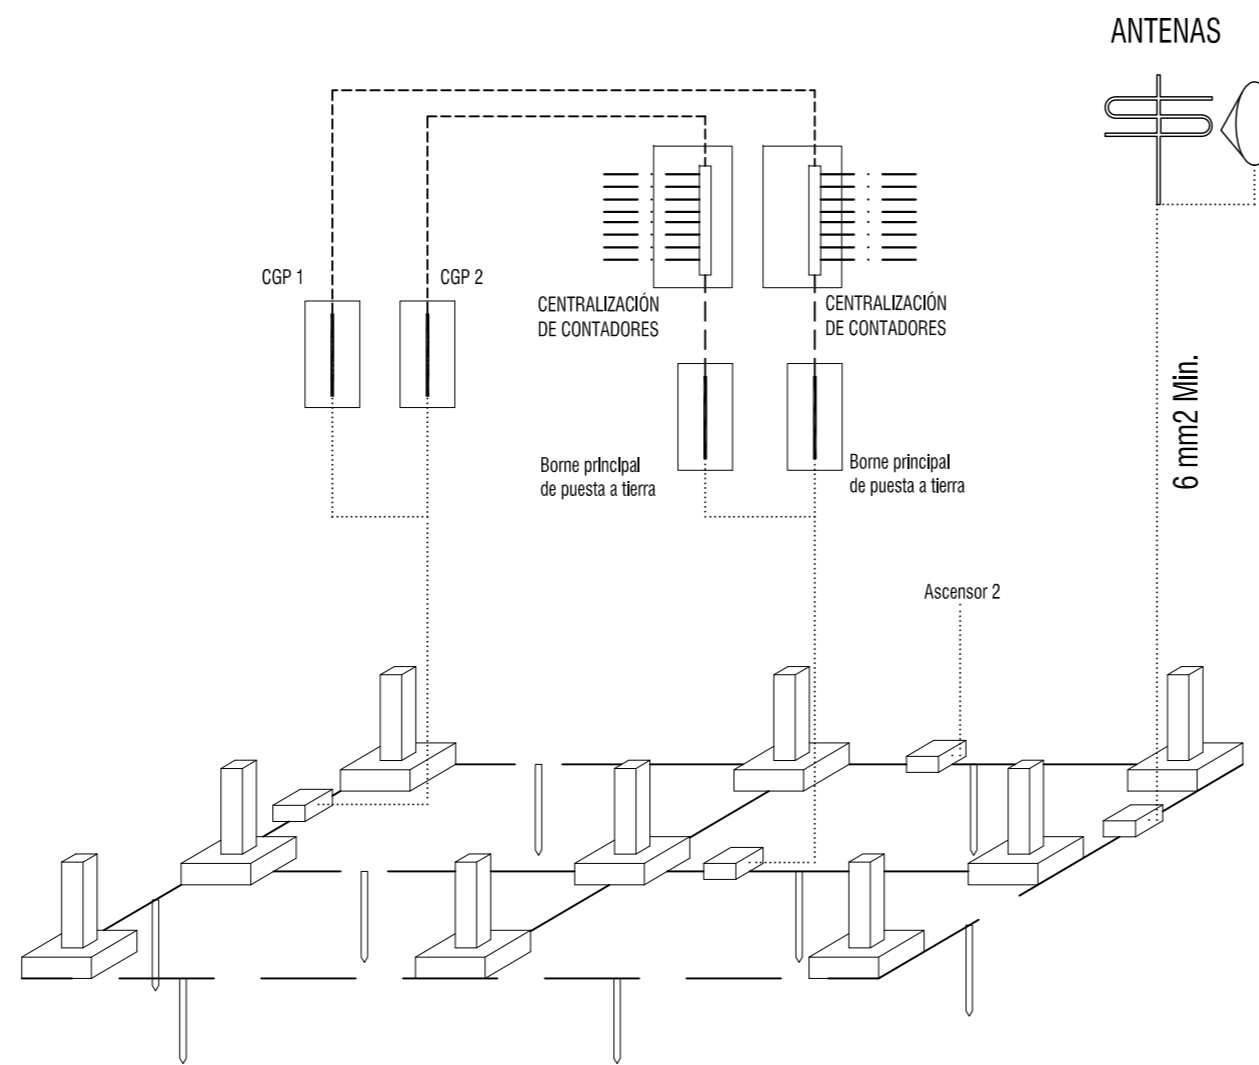 ANTENAS
CGP 1
CGP 2
CENTRALIZACIÓN
DE CONTADORES
CENTRALIZACIÓN
DE CONTADORES
6 mm2 Min.
Borne principal
de puesta a tierra
Borne principal
de puesta a tierra
Ascensor 2